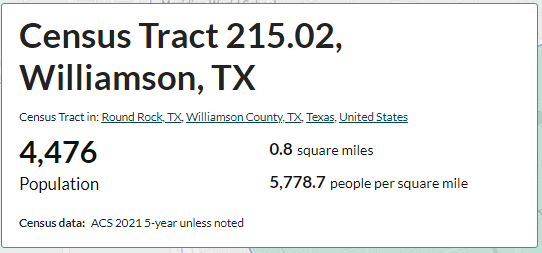 Census Tract 215.02,
Williamson, TX
Census Tract in: Round Rock, TX, Williamson County, TX, Texas, United States
4,476
Population
0.8 square miles
5,778.7 people per square mile
Census data: ACS 2021 5-year unless noted